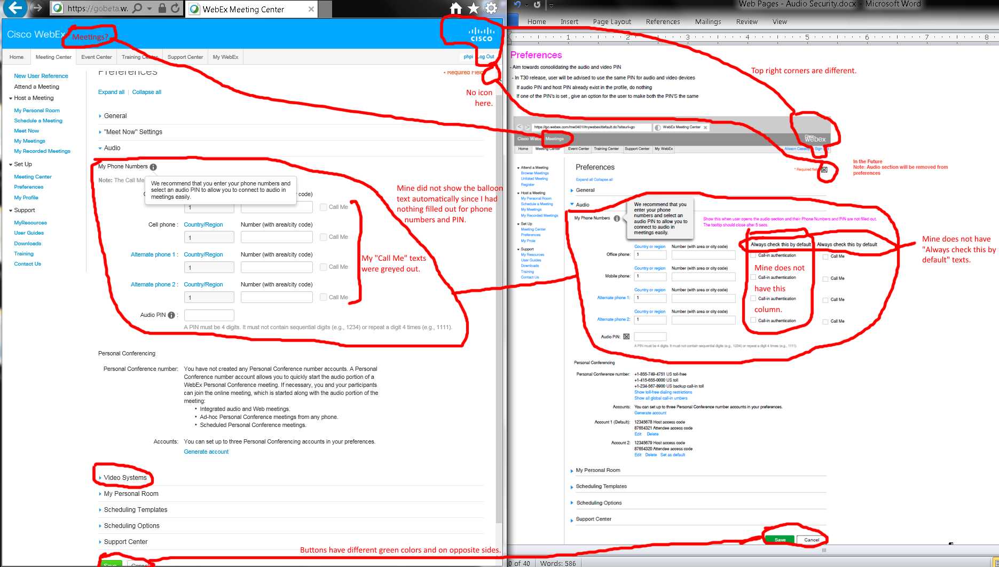 https://gobeta.w.
WebEx Meeting Center
Cisco WebEx
Meetings?
cisco
Home
Meeting Center
Event Center
Training Center
Support Center
My WebEx
phpi
Log Out
Preferences
* Required Field
No icon
here.
New User Reference
Attend a Meeting
Host a Meeting
My Personal Room
Schedule a Meeting
Meet Now
My Meetings
My Recorded Meetings
Set Up
Meeting Center
Preferences
My Profile
Support
MyResources
User Guides
Downloads
Training
Contact Us
Expand all | Collapse all
General
"Meet Now" Settings
Audio
My Phone Numbers
Note: The Call Me
We recommend that you enter your phone numbers and
select an audio PIN to allow you to connect to audio in
meetings easily.
code)
1
Call Me
Cell phone :
Country/Region
Number (with area/city code)
1
Call Me
Alternate phone 1 :
Country/Region
Number (with area/city code)
1
Call Me
Alternate phone 2 :
Country/Region
Number (with area/city code)
1
Call Me
Audio PIN :
A PIN must be 4 digits. It must not contain sequential digits (e.g., 1234) or repeat a digit 4 times (e.g., 1111).
Mine did not show the balloon
text automatically since I had
nothing filled out for phone
numbers and PIN.
My "Call Me" texts
were greyed out.
Personal Conferencing
Personal Conference number:
You have not created any Personal Conference number accounts. A Personal
Conference number account allows you to quickly start the audio portion of a
WebEx Personal Conference meeting. If necessary, you and your participants
can join the online meeting, which is started along with the audio portion of the
meeting:
• Integrated audio and Web meetings.
• Ad-hoc Personal Conference meetings from any phone.
• Scheduled Personal Conference meetings.
Accounts:
You can set up to three Personal Conferencing accounts in your preferences.
Generate account
Video Systems
My Personal Room
Scheduling Templates
Scheduling Options
Support Center
Buttons have different green colors and on opposite sides.
Save
Cancel
Web Pages - Audio Security.docx - Microsoft Word
Home
Insert
Page Layout
References
Mailings
Review
View
1 2 3 4 5 6 7 8
Preferences
- Aim towards consolidating the audio and video PIN
- In T30 release, user will be advised to use the same PIN for audio and video devices
If audio PIN and host PIN already exist in the profile, do nothing
If one of the PIN's is set , give an option for the user to make both the PIN'S the same
Top right corners are different.
https://go.webex.com/mw0401l/mywebex/default.do?siteurl=go
WebEx Meeting Center
Cisco WebEx Meetings
Cisco
webex
Home
Meeting Center
Event Center
Training Center
Support Center
My WebEx
Allison Cassidy
Sign Out
Preferences
* Required field
In the Future
Note: Audio section will be removed from
preferences
Attend a Meeting
Browse Meetings
Unlisted Meeting
Register
Host a Meeting
My Personal Room
Schedule a Meeting
My Meetings
My Recorded Meetings
Set Up
Meeting Center
Preferences
My Profile
Support
My Resources
User Guides
Downloads
Training
Contact Us
Expand all Collapse all
General
Audio
My Phone Numbers
We recommend that you
enter your phone
numbers and select an
audio PIN to allow you to
connect to audio in
meetings easily.
Show this when user opens the audio section and their Phone Numbers and PIN are not filled out.
The tooltip should close after 5 secs.
Always check this by default
Always check this by default
Office phone:
Country or region
Number (with area or city code)
1
Call-in authentication
Call Me
Mobile phone:
Country or region
Number (with area or city code)
1
Call-in authentication
Call Me
Alternate phone 1:
Country or region
Number (with area or city code)
1
Call-in authentication
Call Me
Alternate phone 2:
Country or region
Number (with area or city code)
1
Call-in authentication
Call Me
Mine does not
have this
column.
Mine does not have
"Always check this by
default" texts.
Audio PIN:
A PIN must be 4 digits. It must not contain sequential digits (e.g., 1234) or repeat a digit 4 times (e.g., 1111).
Personal Conferencing
Personal Conference number:
+1-855-749-4751 US toll-free
+1-415-655-0000 US toll
+1-234-567-8900 US backup call-in toll
Show toll-free dialing restrictions
Show all global call-in umbers
Accounts:
You can set up to three Personal Conference number accounts in your preferences.
Generate account
Account 1 (Default):
12345678 Host access code
87654321 Attendee access code
Edit Delete
Account 2:
12345679 Host access code
87654320 Attendee access code
Edit Delete Set as default
My Personal Room
Scheduling Templates
Scheduling Options
Support Center
Save
Cancel
0 of 40
Words: 586